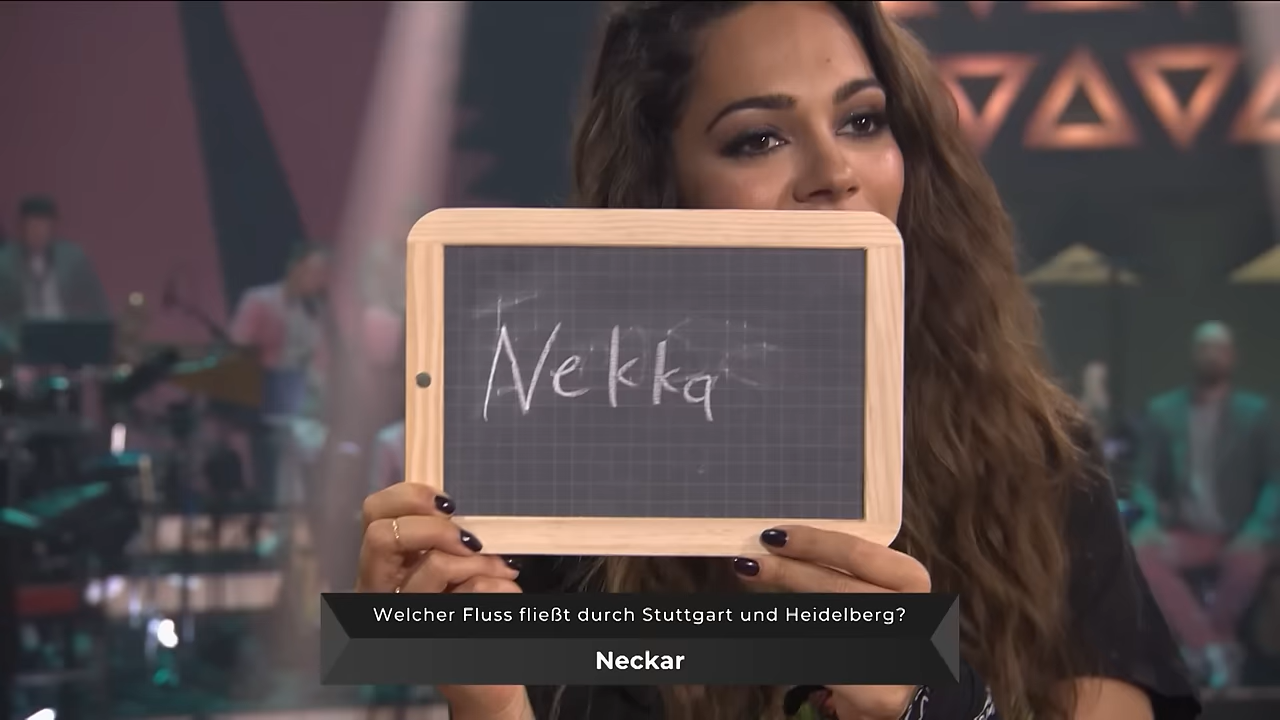 Nekka
Welcher Fluss fließt durch Stuttgart und Heidelberg?
Neckar